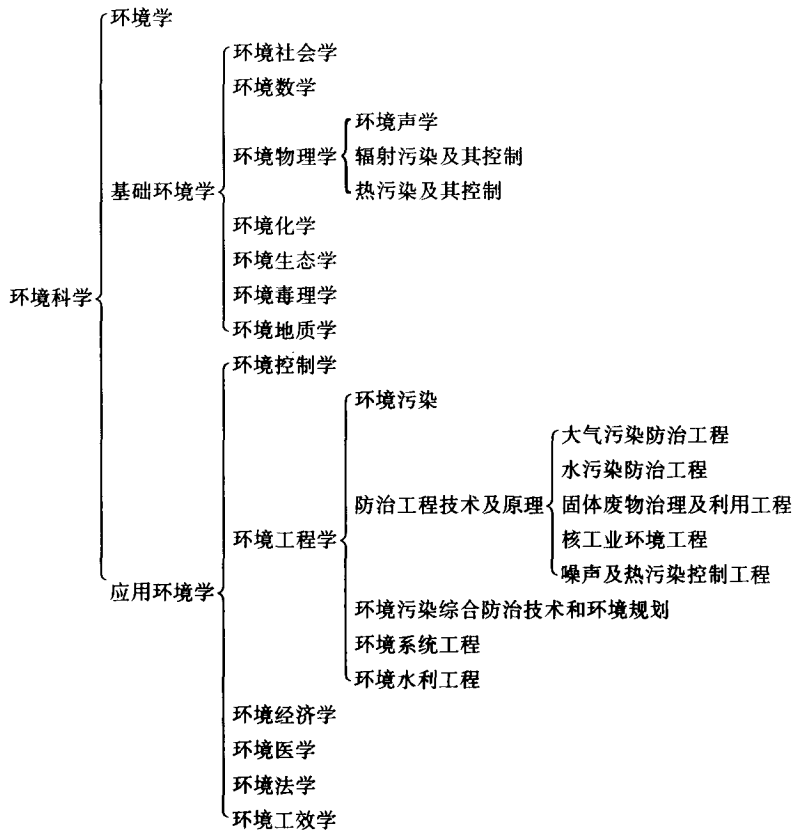 环境学
环境社会学
环境数学
环境声学
环境物理学
辐射污染及其控制
热污染及其控制
基础环境学
环境化学
环境生态学
环境毒理学
环境科学
环境地质学
环境控制学
环境污染
大气污染防治工程
水污染防治工程
防治工程技术及原理
固体废物治理及利用工程
环境工程学
核工业环境工程
噪声及热污染控制工程
应用环境学
环境污染综合防治技术和环境规划
环境系统工程
环境水利工程
环境经济学
环境医学
环境法学
环境工效学